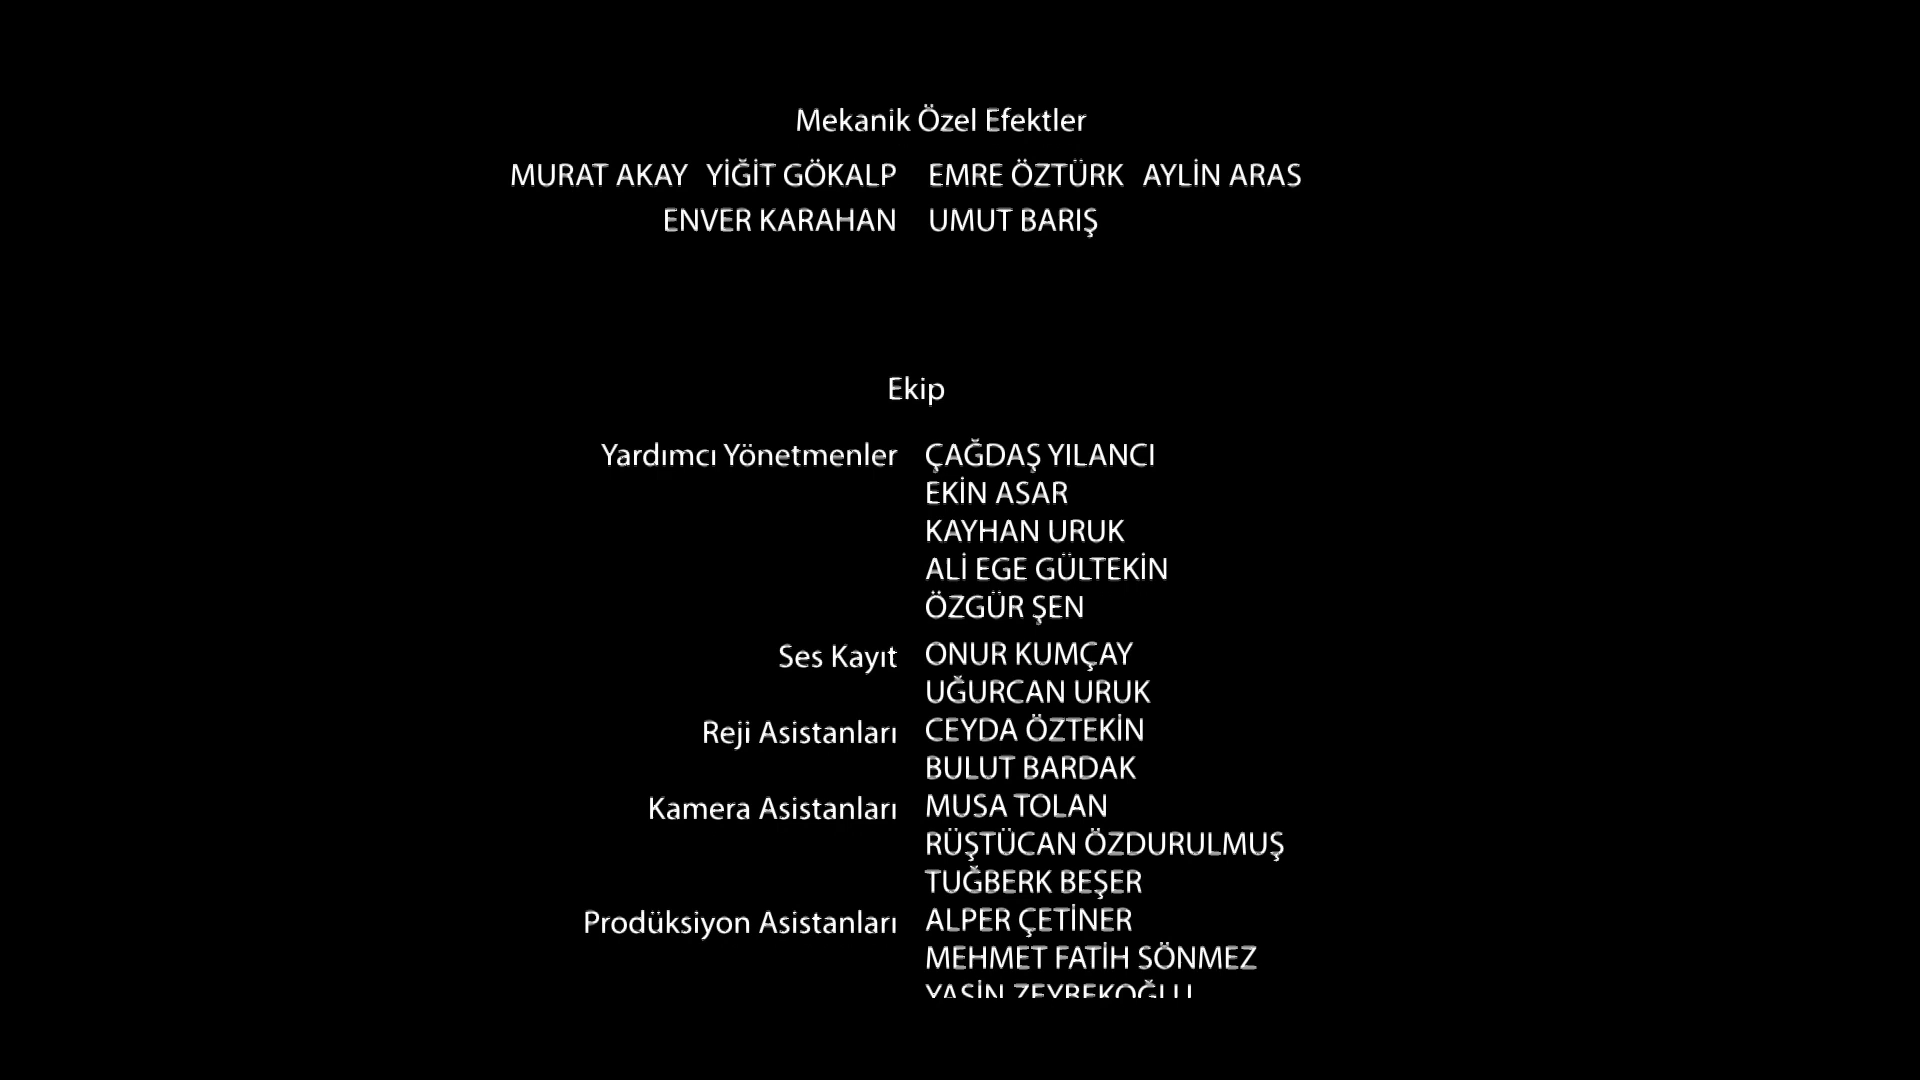 Mekanik Özel Efektler
MURAT AKAY YİĞİT GÖKALP EMRE ÖZTÜRK AYLİN ARAS
ENVER KARAHAN UMUT BARIŞ
Ekip
Yardımcı Yönetmenler ÇAĞDAŞ YILANCI
EKİN ASAR
KAYHAN URUK
ALİ EGE GÜLTEKİN
ÖZGÜR ŞEN
Ses Kayıt ONUR KUMÇAY
UĞURCAN URUK
Reji Asistanları CEYDA ÖZTEKİN
BULUT BARDAK
Kamera Asistanları MUSA TOLAN
RÜŞTÜCAN ÖZDURULMUŞ
TUĞBERK BEŞER
Prodüksiyon Asistanları ALPER ÇETİNER
MEHMET FATİH SÖNMEZ
YASİN ZEYBEKOĞLU